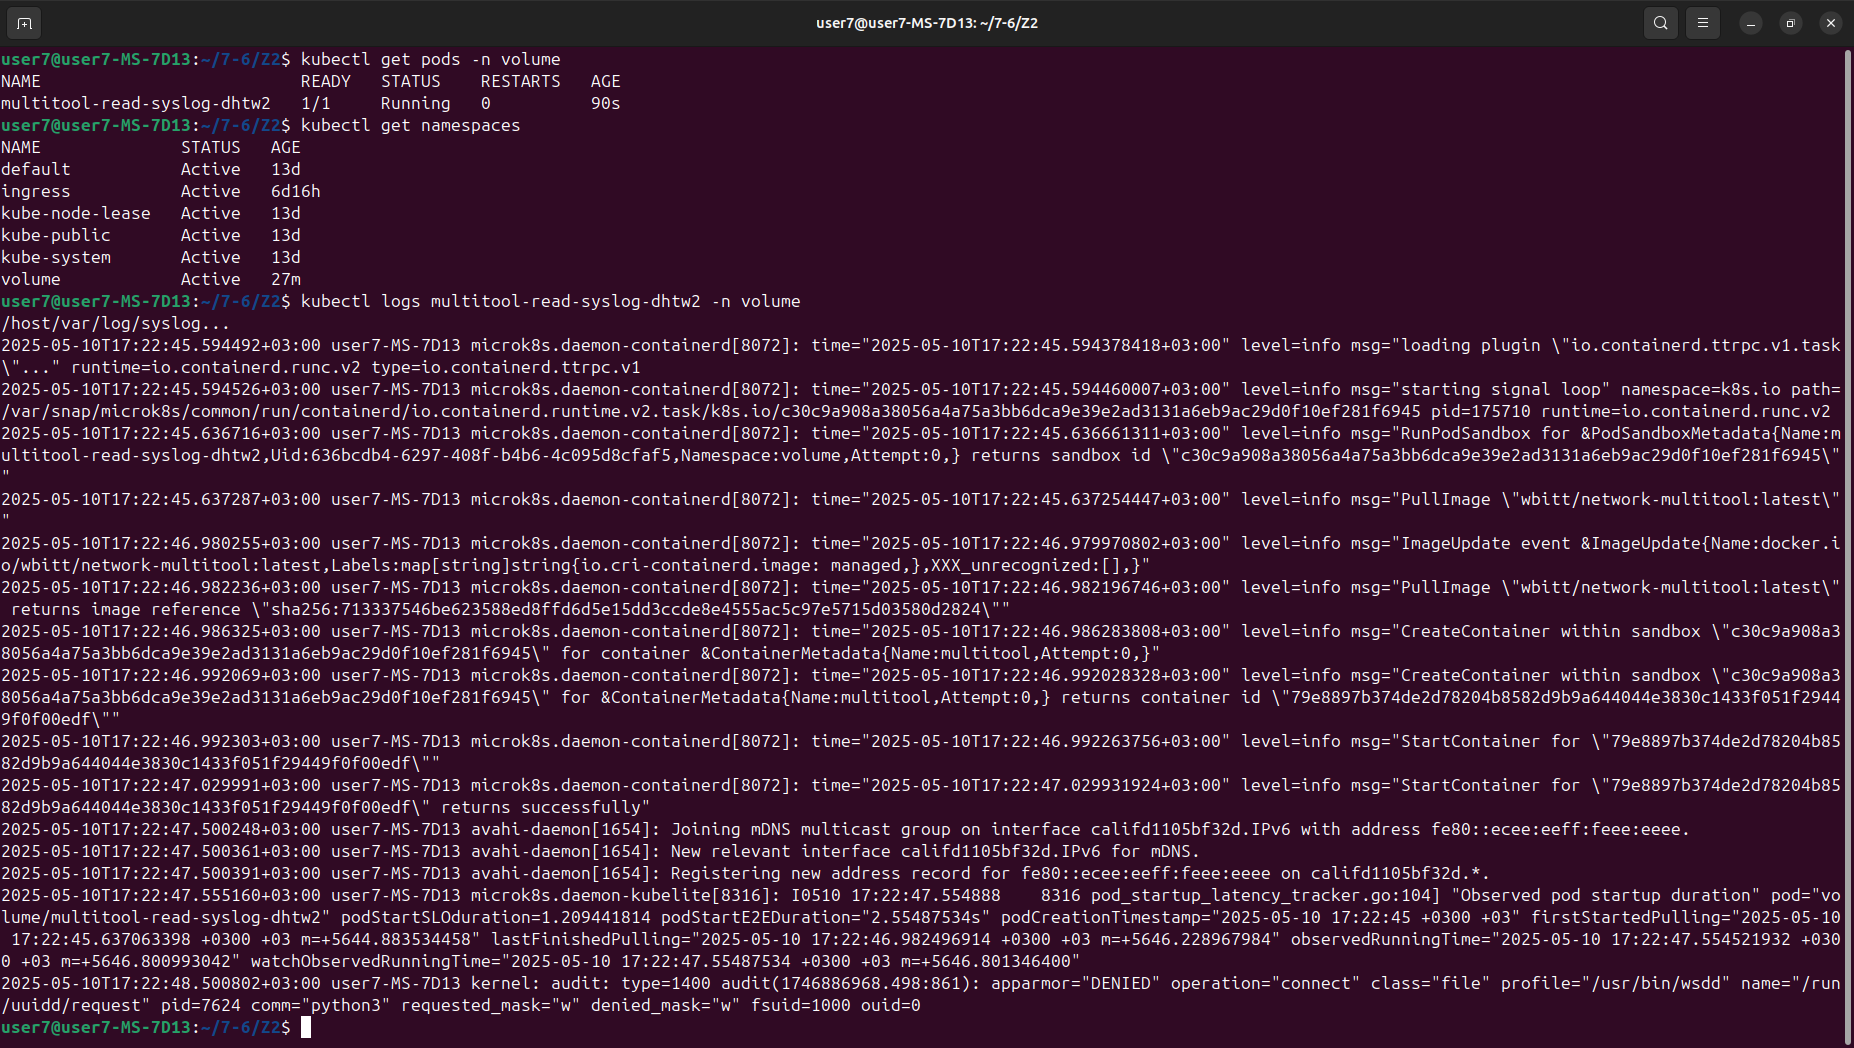 user7@user7-MS-7D13: ~/7-6/Z2
user7@user7-MS-7D13:~/7-6/Z2$ kubectl get pods -n volume
NAME                          READY   STATUS    RESTARTS   AGE
multitool-read-syslog-dhtw2   1/1     Running   0          90s
user7@user7-MS-7D13:~/7-6/Z2$ kubectl get namespaces
NAME              STATUS   AGE
default           Active   13d
ingress           Active   6d16h
kube-node-lease   Active   13d
kube-public       Active   13d
kube-system       Active   13d
volume            Active   27m
user7@user7-MS-7D13:~/7-6/Z2$ kubectl logs multitool-read-syslog-dhtw2 -n volume
/host/var/log/syslog...
2025-05-10T17:22:45.594492+03:00 user7-MS-7D13 microk8s.daemon-containerd[8072]: time="2025-05-10T17:22:45.594378418+03:00" level=info msg="loading plugin \"io.containerd.ttrpc.v1.task
\"..." runtime=io.containerd.runc.v2 type=io.containerd.ttrpc.v1
2025-05-10T17:22:45.594526+03:00 user7-MS-7D13 microk8s.daemon-containerd[8072]: time="2025-05-10T17:22:45.594460007+03:00" level=info msg="starting signal loop" namespace=k8s.io path=
/var/snap/microk8s/common/run/containerd/io.containerd.runtime.v2.task/k8s.io/c30c9a908a38056a4a75a3bb6dca9e39e2ad3131a6eb9ac29d0f10ef281f6945 pid=175710 runtime=io.containerd.runc.v2
2025-05-10T17:22:45.636716+03:00 user7-MS-7D13 microk8s.daemon-containerd[8072]: time="2025-05-10T17:22:45.636661311+03:00" level=info msg="RunPodSandbox for &PodSandboxMetadata{Name:m
ultitool-read-syslog-dhtw2,Uid:636bcdb4-6297-408f-b4b6-4c095d8cfaf5,Namespace:volume,Attempt:0,} returns sandbox id \"c30c9a908a38056a4a75a3bb6dca9e39e2ad3131a6eb9ac29d0f10ef281f6945\"
"
2025-05-10T17:22:45.637287+03:00 user7-MS-7D13 microk8s.daemon-containerd[8072]: time="2025-05-10T17:22:45.637254447+03:00" level=info msg="PullImage \"wbitt/network-multitool:latest\"
"
2025-05-10T17:22:46.980255+03:00 user7-MS-7D13 microk8s.daemon-containerd[8072]: time="2025-05-10T17:22:46.979970802+03:00" level=info msg="ImageUpdate event &ImageUpdate{Name:docker.i
o/wbitt/network-multitool:latest,Labels:map[string]string{io.cri-containerd.image: managed,},XXX_unrecognized:[],}"
2025-05-10T17:22:46.982236+03:00 user7-MS-7D13 microk8s.daemon-containerd[8072]: time="2025-05-10T17:22:46.982196746+03:00" level=info msg="PullImage \"wbitt/network-multitool:latest\"
 returns image reference \"sha256:713337546be623588ed8ffd6d5e15dd3ccde8e4555ac5c97e5715d03580d2824\""
2025-05-10T17:22:46.986325+03:00 user7-MS-7D13 microk8s.daemon-containerd[8072]: time="2025-05-10T17:22:46.986283808+03:00" level=info msg="CreateContainer within sandbox \"c30c9a908a3
8056a4a75a3bb6dca9e39e2ad3131a6eb9ac29d0f10ef281f6945\" for container &ContainerMetadata{Name:multitool,Attempt:0,}"
2025-05-10T17:22:46.992069+03:00 user7-MS-7D13 microk8s.daemon-containerd[8072]: time="2025-05-10T17:22:46.992028328+03:00" level=info msg="CreateContainer within sandbox \"c30c9a908a3
8056a4a75a3bb6dca9e39e2ad3131a6eb9ac29d0f10ef281f6945\" for &ContainerMetadata{Name:multitool,Attempt:0,} returns container id \"79e8897b374de2d78204b8582d9b9a644044e3830c1433f051f2944
9f0f00edf\""
2025-05-10T17:22:46.992303+03:00 user7-MS-7D13 microk8s.daemon-containerd[8072]: time="2025-05-10T17:22:46.992263756+03:00" level=info msg="StartContainer for \"79e8897b374de2d78204b85
82d9b9a644044e3830c1433f051f29449f0f00edf\""
2025-05-10T17:22:47.029991+03:00 user7-MS-7D13 microk8s.daemon-containerd[8072]: time="2025-05-10T17:22:47.029931924+03:00" level=info msg="StartContainer for \"79e8897b374de2d78204b85
82d9b9a644044e3830c1433f051f29449f0f00edf\" returns successfully"
2025-05-10T17:22:47.500248+03:00 user7-MS-7D13 avahi-daemon[1654]: Joining mDNS multicast group on interface califd1105bf32d.IPv6 with address fe80::ecee:eeff:feee:eeee.
2025-05-10T17:22:47.500361+03:00 user7-MS-7D13 avahi-daemon[1654]: New relevant interface califd1105bf32d.IPv6 for mDNS.
2025-05-10T17:22:47.500391+03:00 user7-MS-7D13 avahi-daemon[1654]: Registering new address record for fe80::ecee:eeff:feee:eeee on califd1105bf32d.*.
2025-05-10T17:22:47.555160+03:00 user7-MS-7D13 microk8s.daemon-kubelite[8316]: I0510 17:22:47.554888    8316 pod_startup_latency_tracker.go:104] "Observed pod startup duration" pod="vo
lume/multitool-read-syslog-dhtw2" podStartSLOduration=1.209441814 podStartE2EDuration="2.55487534s" podCreationTimestamp="2025-05-10 17:22:45 +0300 +03" firstStartedPulling="2025-05-10
 17:22:45.637063398 +0300 +03 m=+5644.883534458" lastFinishedPulling="2025-05-10 17:22:46.982496914 +0300 +03 m=+5646.228967984" observedRunningTime="2025-05-10 17:22:47.554521932 +030
0 +03 m=+5646.800993042" watchObservedRunningTime="2025-05-10 17:22:47.55487534 +0300 +03 m=+5646.801346400"
2025-05-10T17:22:48.500802+03:00 user7-MS-7D13 kernel: audit: type=1400 audit(1746886968.498:861): apparmor="DENIED" operation="connect" class="file" profile="/usr/bin/wsdd" name="/run
/uuidd/request" pid=7624 comm="python3" requested_mask="w" denied_mask="w" fsuid=1000 ouid=0
user7@user7-MS-7D13:~/7-6/Z2$